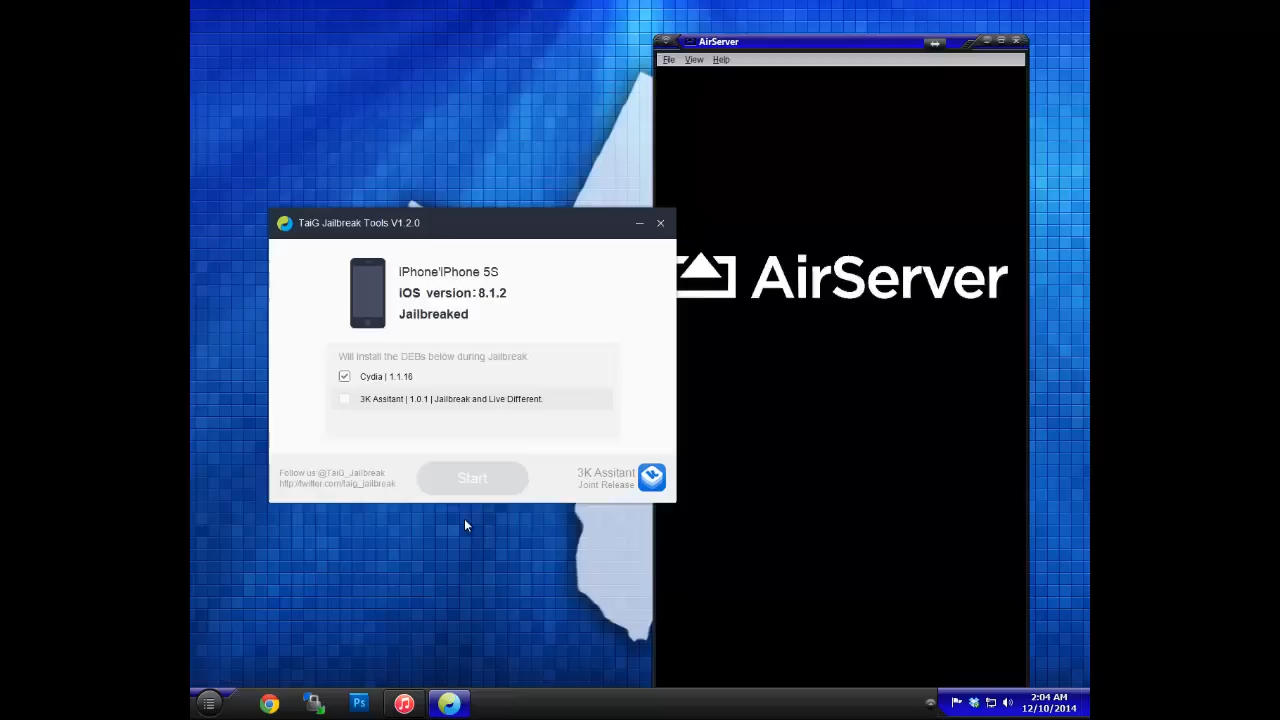 AirServer
File View Help
AirServer
TaiG Jailbreak Tools V1.2.0
iPhone'iPhone 5S
iOS version:8.1.2
Jailbreaked
Will install the DEBs below during Jailbreak
Cydia | 1.1.16
3K Assitant | 1.0.1 | Jailbreak and Live Different.
Follow us:@TaiG_Jailbreak
http://twitter.com/taig_jailbreak
Start
3K Assitant
Joint Release
Ps
2:04 AM
12/10/2014